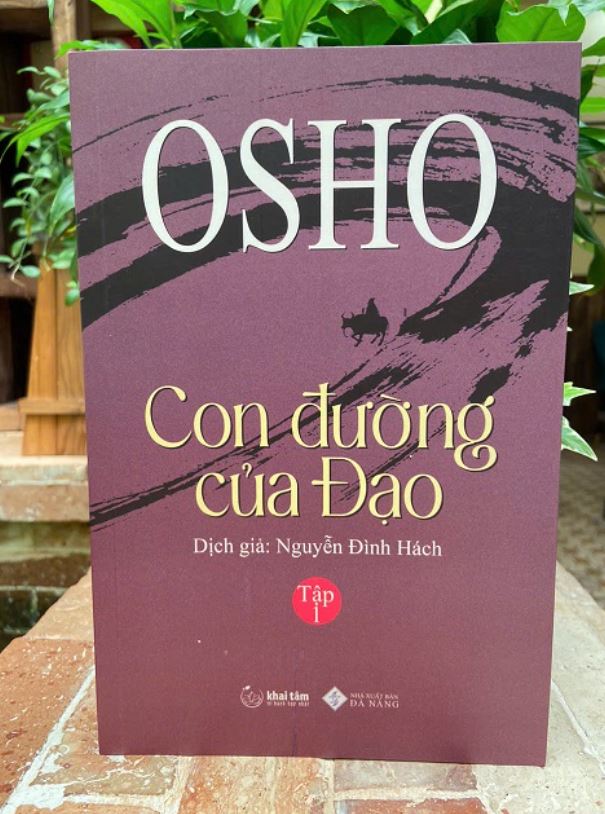 OSHO
Con đường
của Đạo
Dịch giả: Nguyễn Đình Hách
Tập
1
khai tâm
NHÀ XUẤT BẢN
ĐÀ NẴNG